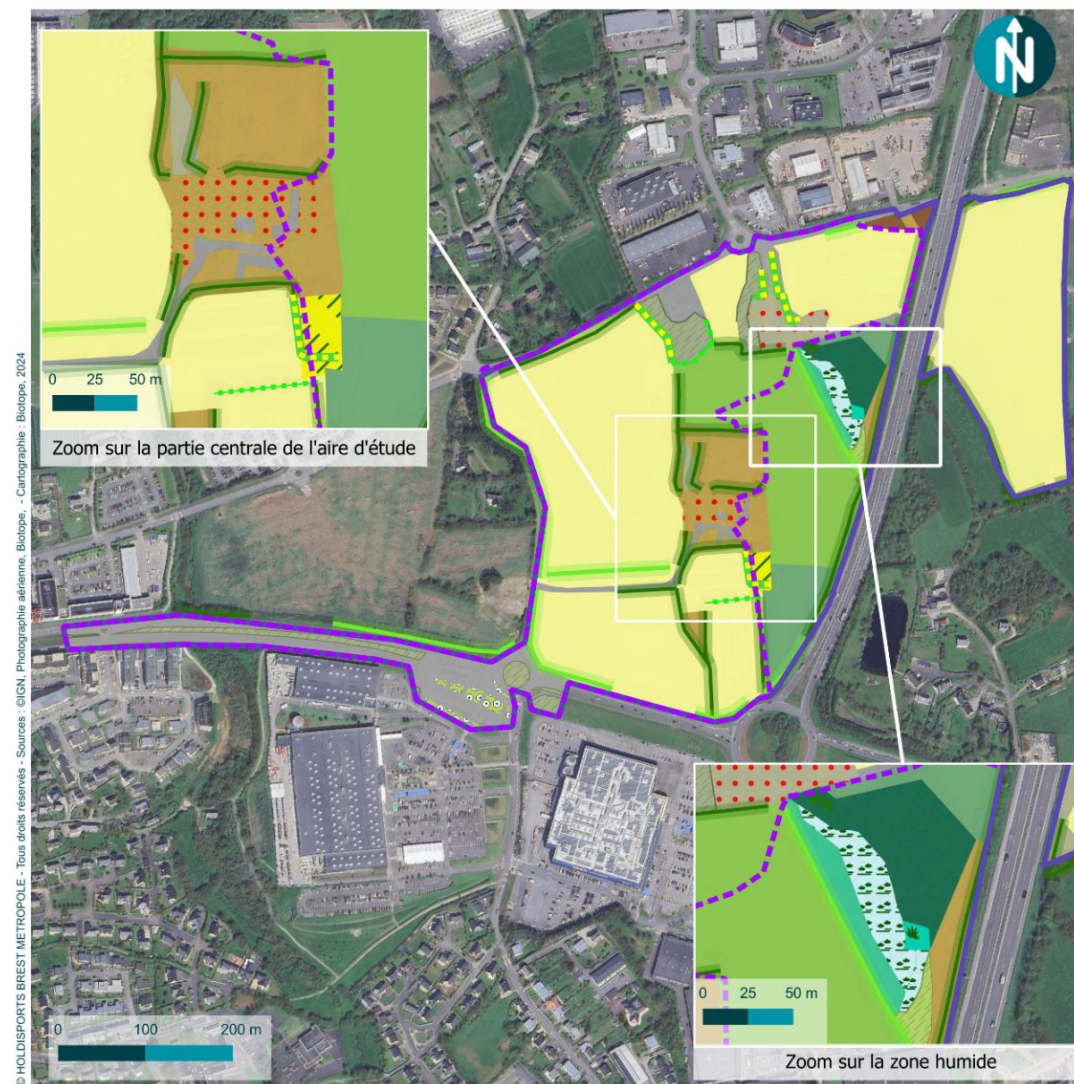 N
0 25 50 m
Zoom sur la partie centrale de l'aire d'étude
© HOLDISPORTS BREST METROPOLE - Tous droits réservés - Sources : ©IGN, Photographie aérienne, Biotope, - Cartographie : Biotope, 2024
0 100 200 m
0 25 50 m
Zoom sur la zone humide